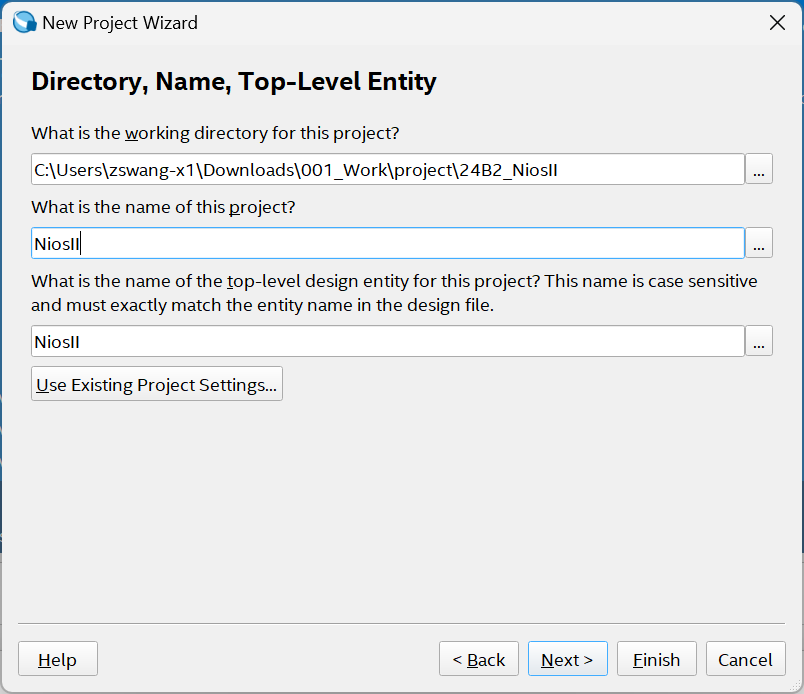 New Project Wizard
Directory, Name, Top-Level Entity
What is the working directory for this project?
C:\Users\zswang-x1\Downloads\001_Work\project\24B2_NiosII
...
What is the name of this project?
NiosII
...
What is the name of the top-level design entity for this project? This name is case sensitive
and must exactly match the entity name in the design file.
NiosII
...
Use Existing Project Settings...
Help
< Back
Next >
Finish
Cancel